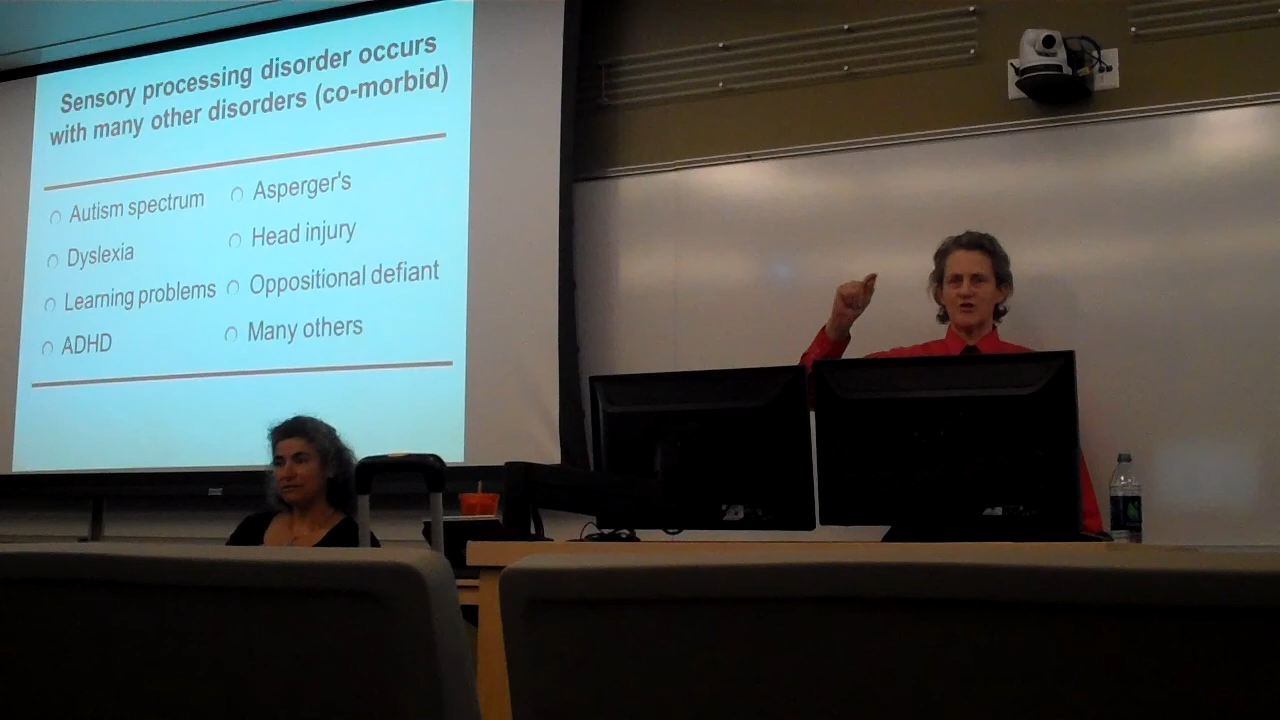 Sensory processing disorder occurs
with many other disorders (co-morbid)
Autism spectrum
Dyslexia
Learning problems
ADHD
Asperger's
Head injury
Oppositional defiant
Many others